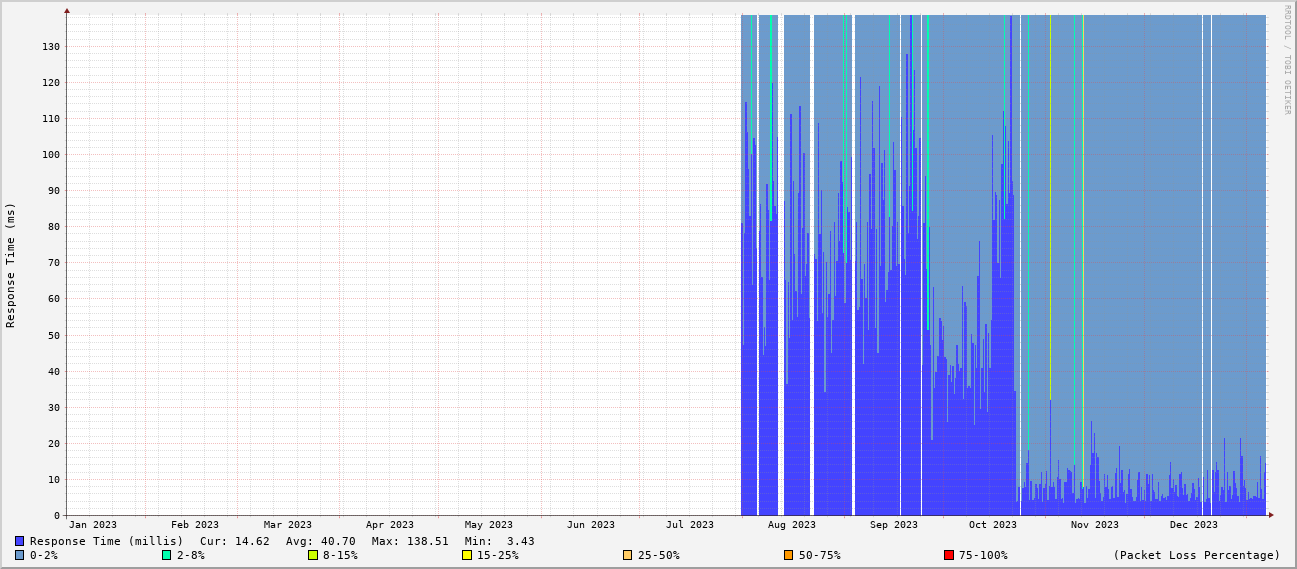 RRDTOOL / TOBI OETIKER
Response Time (ms)
130
120
110
100
90
80
70
60
50
40
30
20
10
0
Jan 2023 Feb 2023 Mar 2023 Apr 2023 May 2023 Jun 2023 Jul 2023 Aug 2023 Sep 2023 Oct 2023 Nov 2023 Dec 2023
Response Time (millis) Cur: 14.62 Avg: 40.70 Max: 138.51 Min: 3.43
0-2% 2-8% 8-15% 15-25% 25-50% 50-75% 75-100% (Packet Loss Percentage)